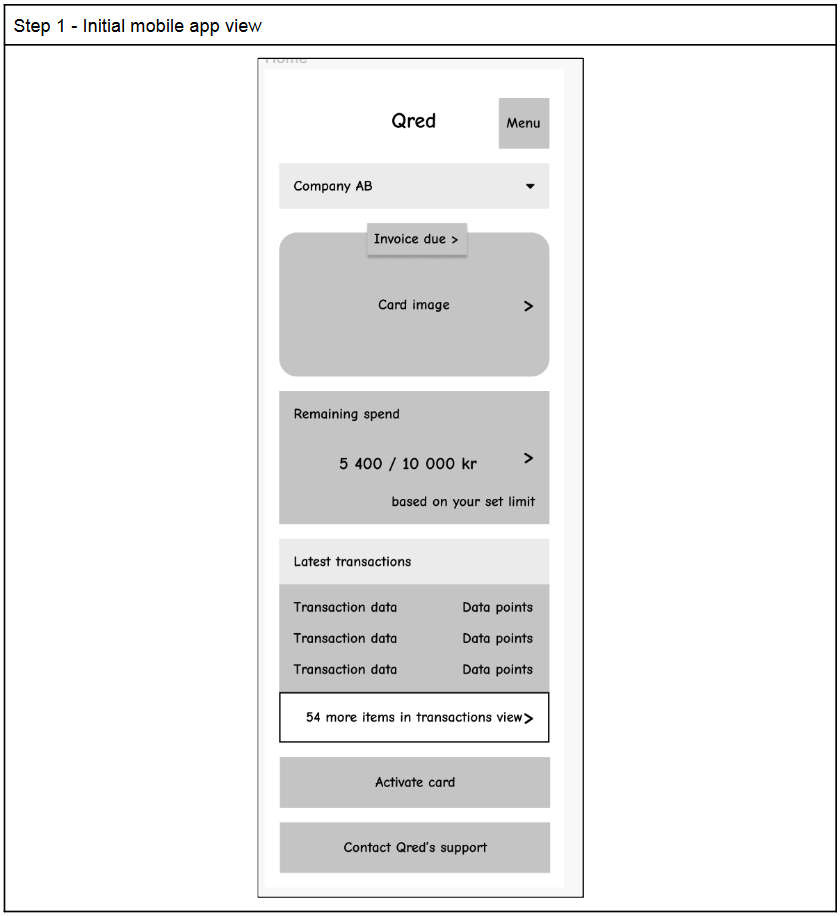 Step 1 - Initial mobile app view
Home
Qred
Menu
Company AB
Invoice due >
Card image >
Remaining spend
5 400 / 10 000 kr >
based on your set limit
Latest transactions
Transaction data Data points
Transaction data Data points
Transaction data Data points
54 more items in transactions view >
Activate card
Contact Qred's support